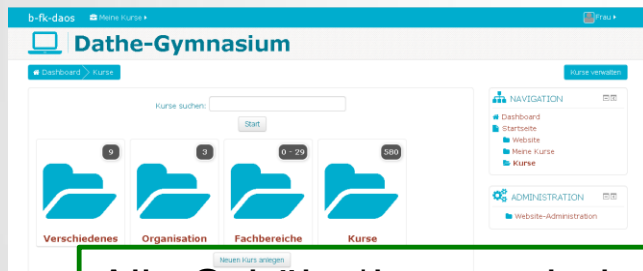 b-fk-daos Meine Kurse Frau
Dathe-Gymnasium
Dashboard Kurse Kurse verwalten
Kurse suchen:
Start
9 3 0 - 29 580
Verschiedenes Organisation Fachbereiche Kurse
Neuen Kurs anlegen
NAVIGATION
Dashboard
Startseite
Website
Meine Kurse
Kurse
ADMINISTRATION
Website-Administration